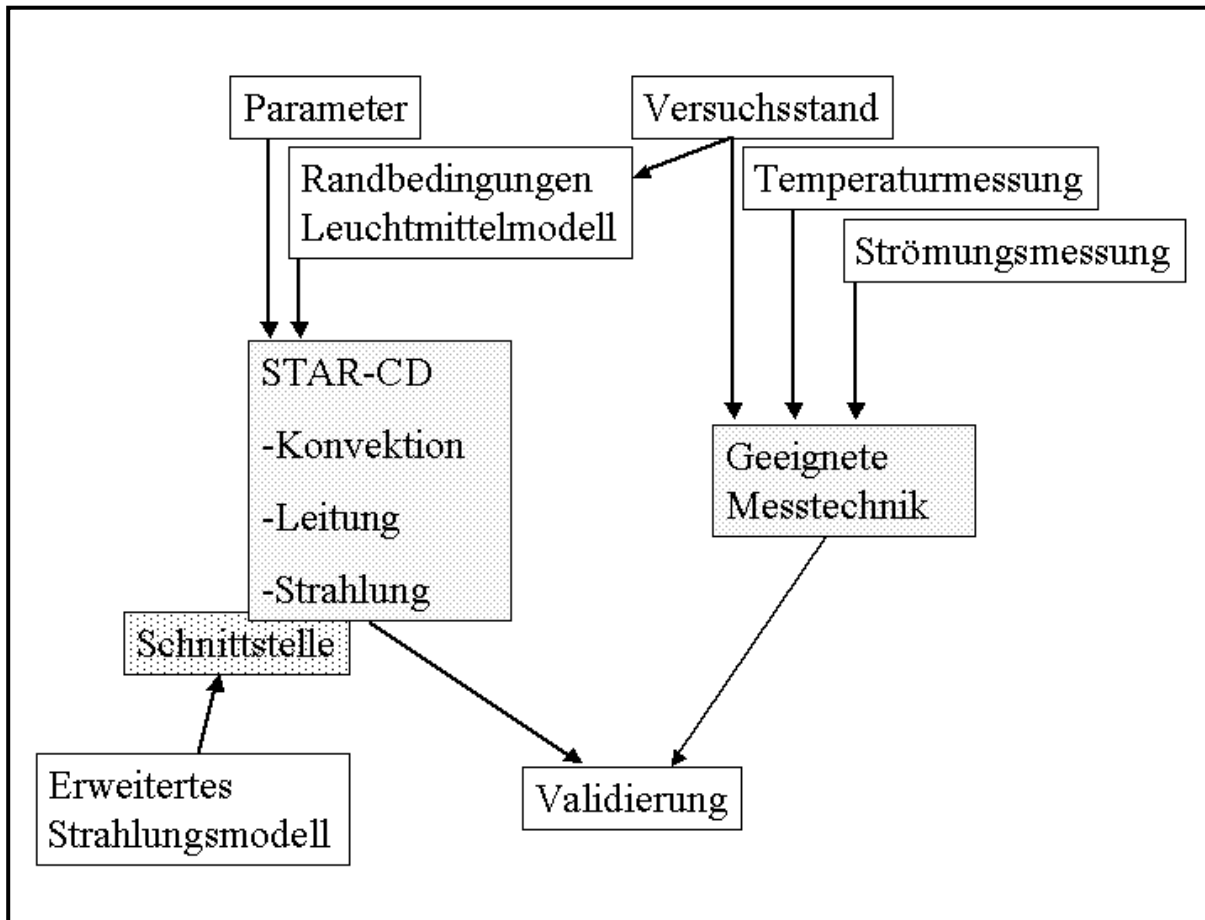 Parameter
Versuchsstand
Randbedingungen
Leuchtmittelmodell
Temperaturmessung
Strömungsmessung
STAR-CD
-Konvektion
-Leitung
-Strahlung
Geeignete
Messtechnik
Schnittstelle
Erweitertes
Strahlungsmodell
Validierung